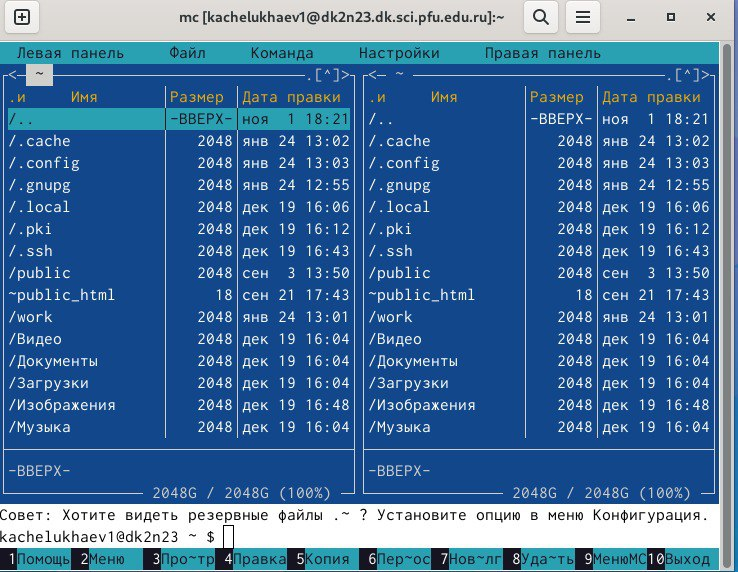 mc [kachelukhaev1@dk2n23.dk.sci.pfu.edu.ru]:~
Левая панель Файл Команда Настройки Правая панель
<─ ~ .[^]> <─ ~ .[^]>
.и Имя Размер Дата правки .и Имя Размер Дата правки
/.. -ВВЕРХ- ноя 1 18:21 /.. -ВВЕРХ- ноя 1 18:21
/.cache 2048 янв 24 13:02 /.cache 2048 янв 24 13:02
/.config 2048 янв 24 13:03 /.config 2048 янв 24 13:03
/.gnupg 2048 янв 24 12:55 /.gnupg 2048 янв 24 12:55
/.local 2048 дек 19 16:06 /.local 2048 дек 19 16:06
/.pki 2048 дек 19 16:12 /.pki 2048 дек 19 16:12
/.ssh 2048 дек 19 16:43 /.ssh 2048 дек 19 16:43
/public 2048 сен 3 13:50 /public 2048 сен 3 13:50
~public_html 18 сен 21 17:43 ~public_html 18 сен 21 17:43
/work 2048 янв 24 13:01 /work 2048 янв 24 13:01
/Видео 2048 дек 19 16:04 /Видео 2048 дек 19 16:04
/Документы 2048 дек 19 16:04 /Документы 2048 дек 19 16:04
/Загрузки 2048 дек 19 16:04 /Загрузки 2048 дек 19 16:04
/Изображения 2048 дек 19 16:48 /Изображения 2048 дек 19 16:48
/Музыка 2048 дек 19 16:04 /Музыка 2048 дек 19 16:04
-ВВЕРХ- -ВВЕРХ-
2048G / 2048G (100%) 2048G / 2048G (100%)
Совет: Хотите видеть резервные файлы .~ ? Установите опцию в меню Конфигурация.
kachelukhaev1@dk2n23 ~ $
1Помощь 2Меню 3Про~тр 4Правка 5Копия 6Пер~ос 7Нов~лг 8Уда~ть 9МенюMC 10Выход